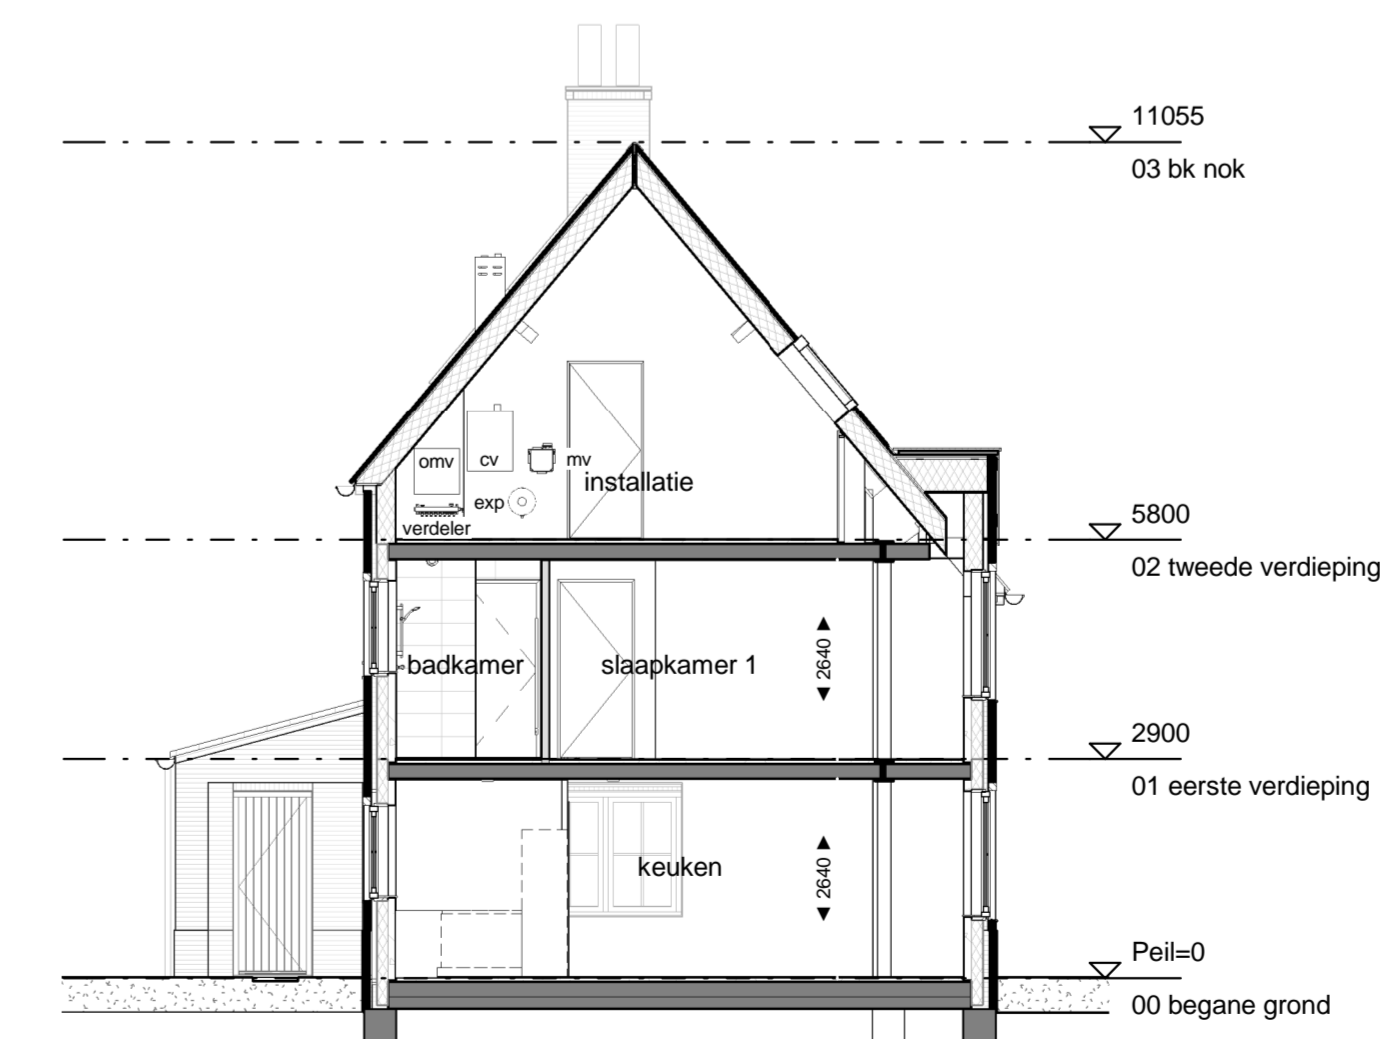 11055
03 bk nok
omv
cv
mv
installatie
exp
verdeler
5800
02 tweede verdieping
badkamer
slaapkamer 1
◄ 2640 ►
2900
01 eerste verdieping
keuken
◄ 2640 ►
Peil=0
00 begane grond